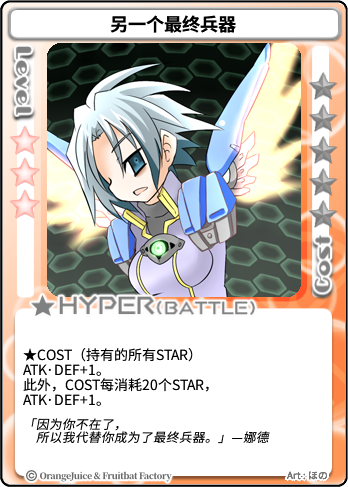 另一个最终兵器
Level
Cost
HYPER(BATTLE)
★COST（持有的所有STAR）
ATK·DEF+1。
此外，COST每消耗20个STAR，
ATK·DEF+1。
「因为你不在了，
所以我代替你成为了最终兵器。」—娜德
© OrangeJuice & Fruitbat Factory
Art : ほの